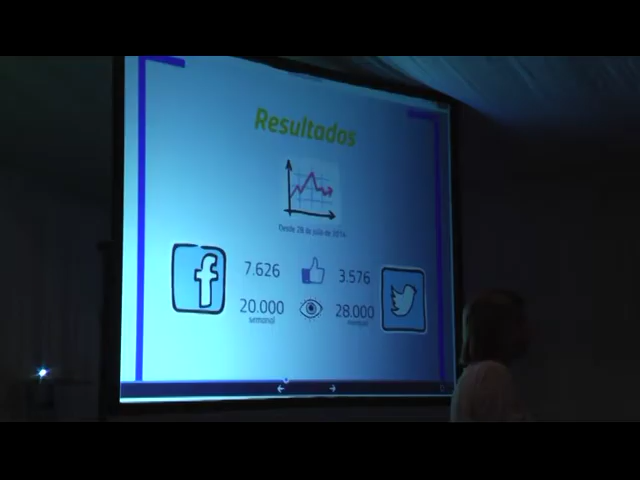 Resultados
Desde 28 de julio de 2014
f
7.626
3.576
20.000
semanal
28.000